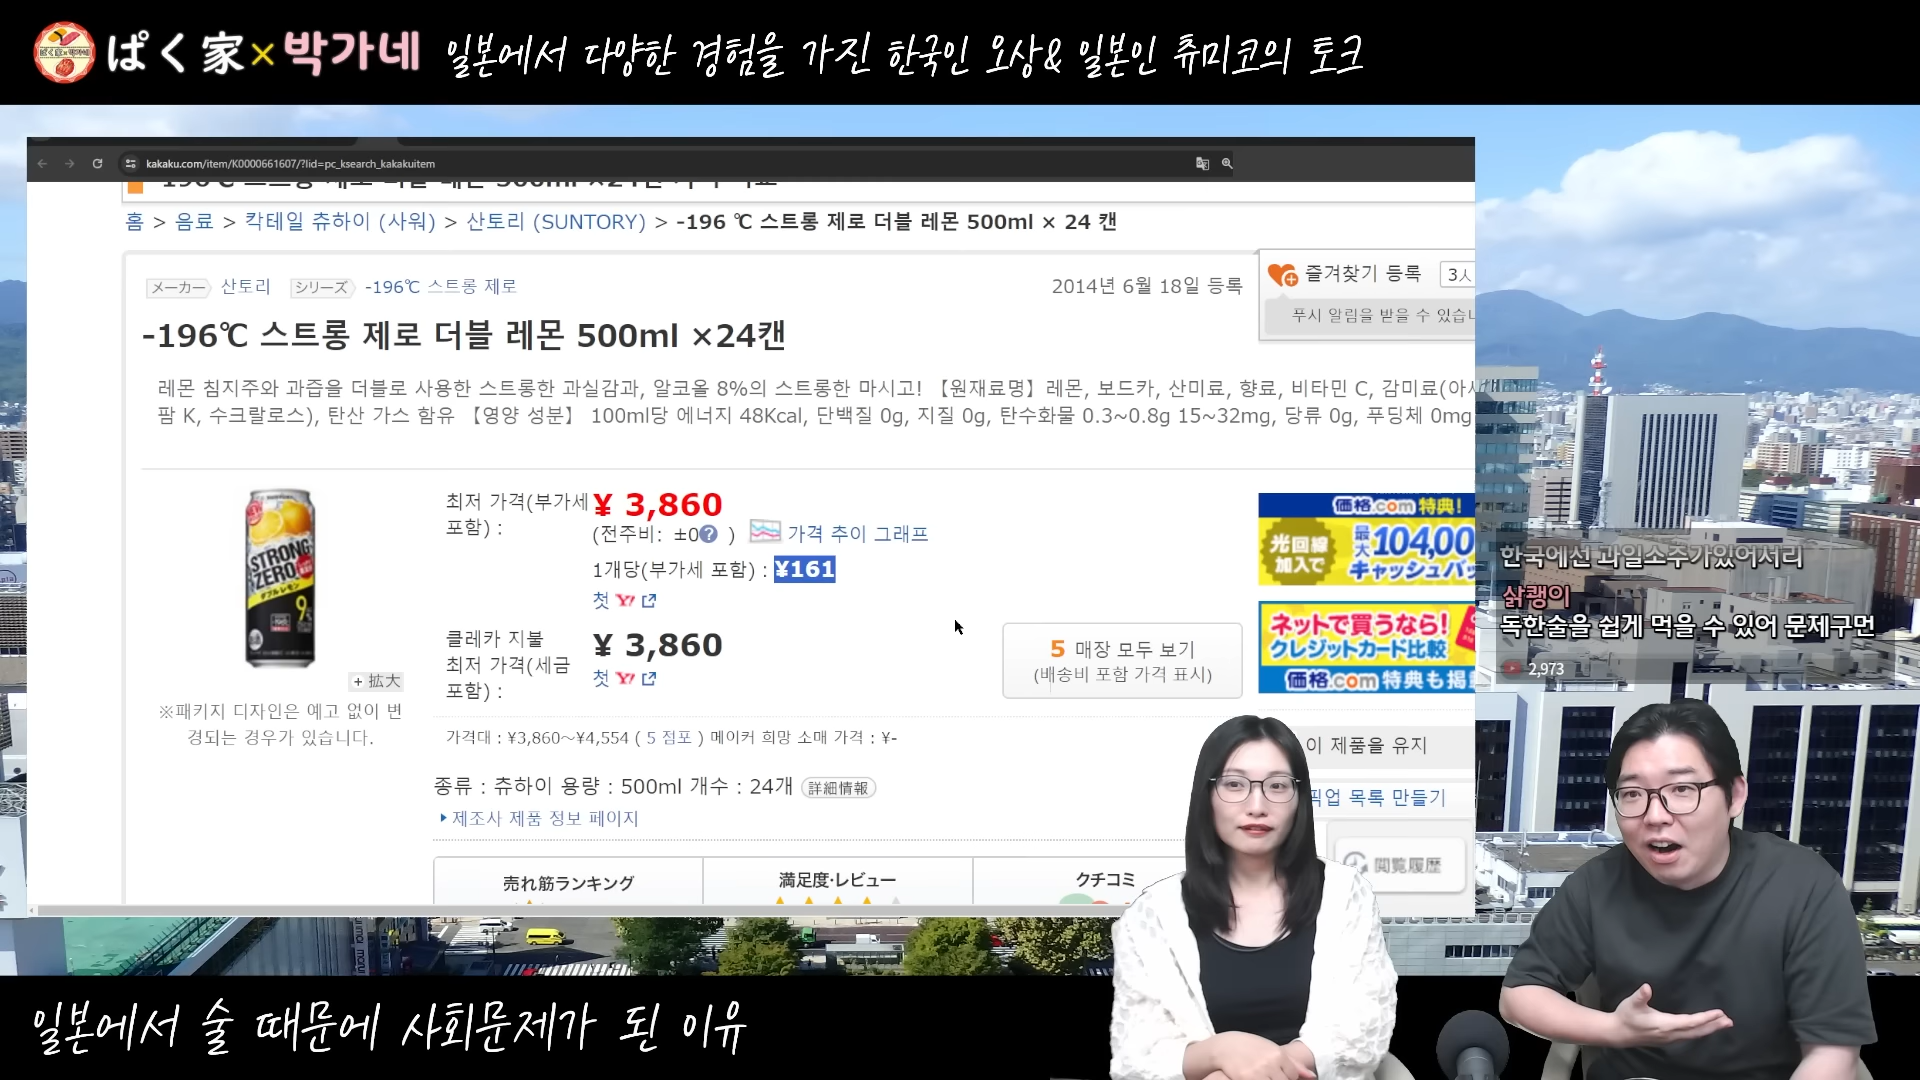 ぱく家×박가네 일본에서 다양한 경험을 가진 한국인 오상& 일본인 츄미코의 토크
kakaku.com/item/K0000661607/?lid=pc_ksearch_kakakuitem
홈 > 음료 > 칵테일 츄하이 (사워) > 산토리 (SUNTORY) > -196 ℃ 스트롱 제로 더블 레몬 500ml × 24 캔
メーカー 산토리 シリーズ -196℃ 스트롱 제로
2014년 6월 18일 등록
즐겨찾기 등록 3人
푸시 알림을 받을 수 있습니
-196℃ 스트롱 제로 더블 레몬 500ml ×24캔
레몬 침지주와 과즙을 더블로 사용한 스트롱한 과실감과, 알코올 8%의 스트롱한 마시고! 【원재료명】레몬, 보드카, 산미료, 향료, 비타민 C, 감미료(아세
팜 K, 수크랄로스), 탄산 가스 함유 【영양 성분】 100ml당 에너지 48Kcal, 단백질 0g, 지질 0g, 탄수화물 0.3~0.8g 15~32mg, 당류 0g, 푸딩체 0mg
STRONG
ZERO
ダブルレモン
9
+ 拡大
※패키지 디자인은 예고 없이 변
경되는 경우가 있습니다.
최저 가격(부가세
포함) :
¥ 3,860
(전주비: ±0? ) 가격 추이 그래프
1개당(부가세 포함) : ¥161
첫 Y!
클레카 지불
최저 가격(세금
포함) :
¥ 3,860
첫 Y!
5 매장 모두 보기
(배송비 포함 가격 표시)
가격대 : ¥3,860～¥4,554 ( 5 점포 ) 메이커 희망 소매 가격 : ¥-
종류 : 츄하이 용량 : 500ml 개수 : 24개 詳細情報
제조사 제품 정보 페이지
売れ筋ランキング
満足度·レビュー
クチコミ
価格.com 特典!
光回線
加入で
最大 104,00
キャッシュバッ
ネットで買うなら!
クレジットカード比較
価格.com 特典も掲
이 제품을 유지
픽업 목록 만들기
閲覧履歴
한국에선 과일소주가있어서리
삵쾡이
독한술을 쉽게 먹을 수 있어 문제구먼
2,973
일본에서 술 때문에 사회문제가 된 이유